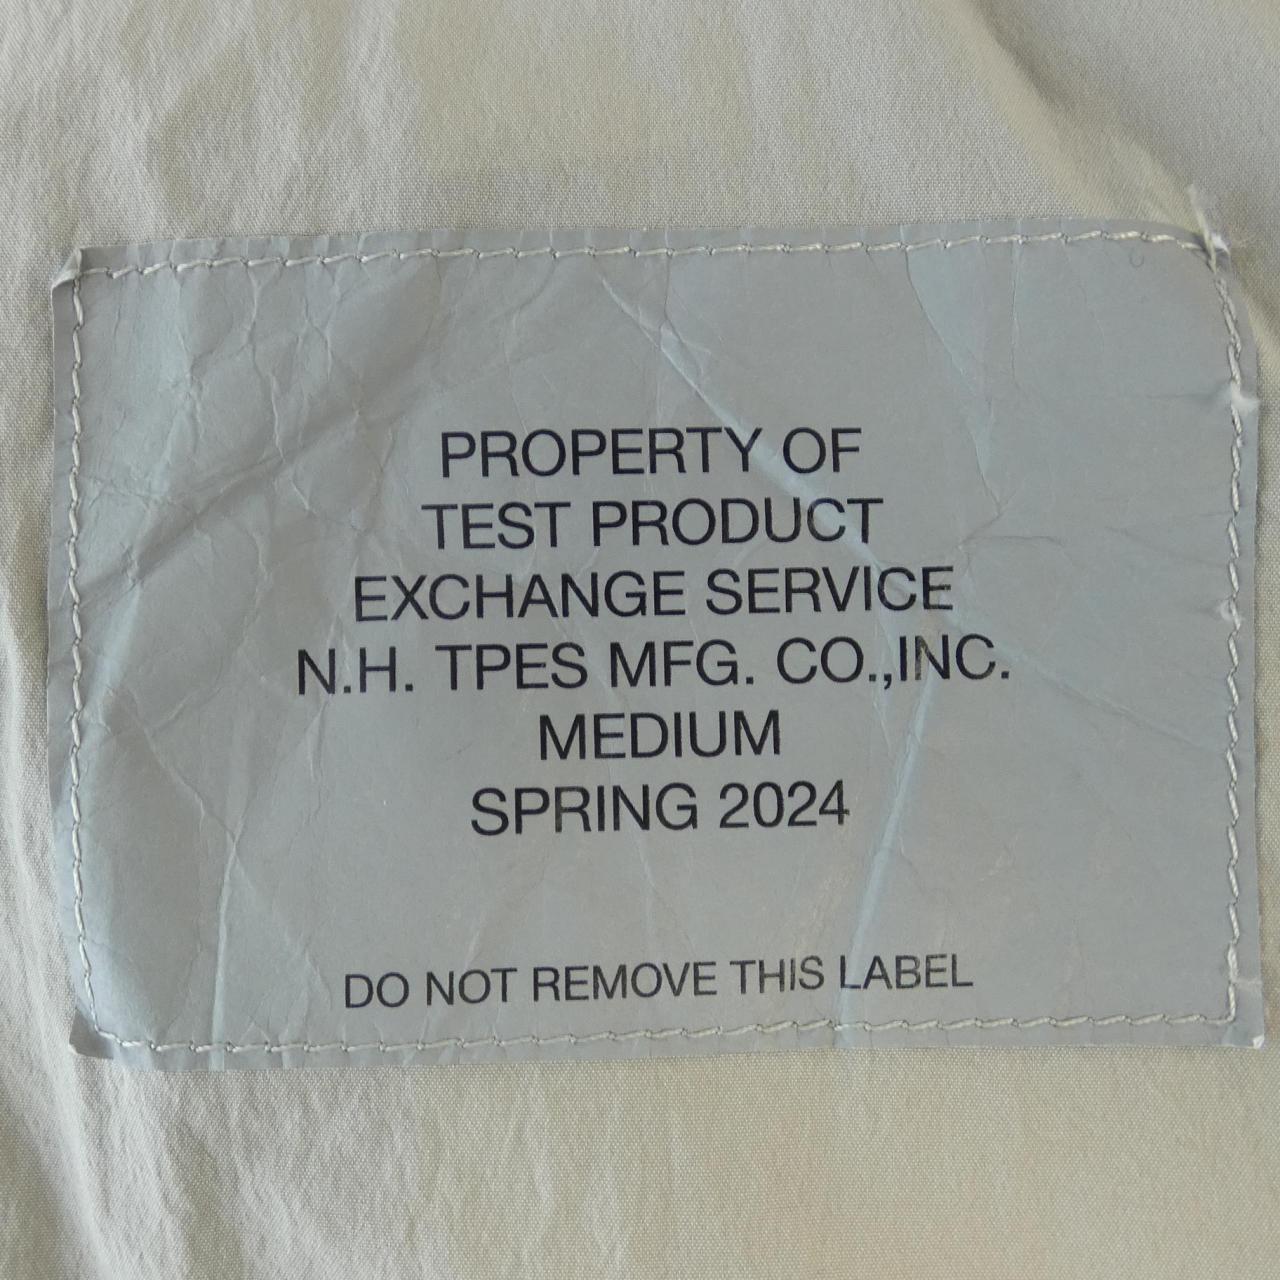 PROPERTY OF
TEST PRODUCT
EXCHANGE SERVICE
N.H. TPES MFG. CO.,INC.
MEDIUM
SPRING 2024
DO NOT REMOVE THIS LABEL